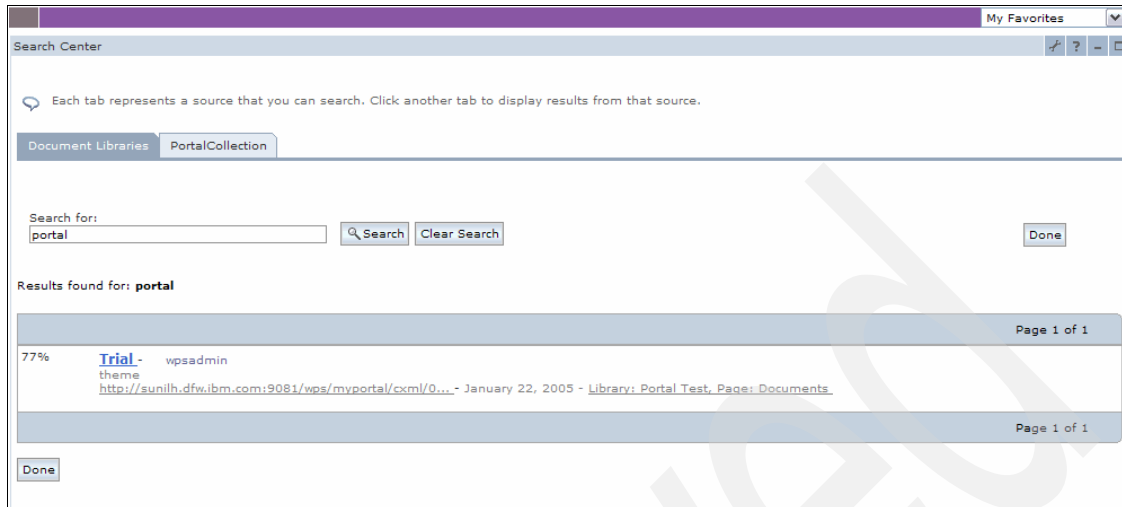 My Favorites
Search Center
?
Each tab represents a source that you can search. Click another tab to display results from that source.
Document Libraries PortalCollection
Search for:
portal Search Clear Search Done
Results found for: portal
Page 1 of 1
77% Trial - wpsadmin
theme
http://sunilh.dfw.ibm.com:9081/wps/myportal/cxml/0... - January 22, 2005 - Library: Portal Test, Page: Documents
Page 1 of 1
Done